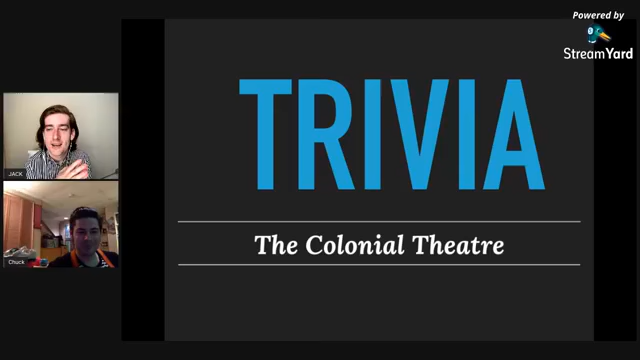 Powered by
StreamYard
TRIVIA
The Colonial Theatre
JACK
Chuck